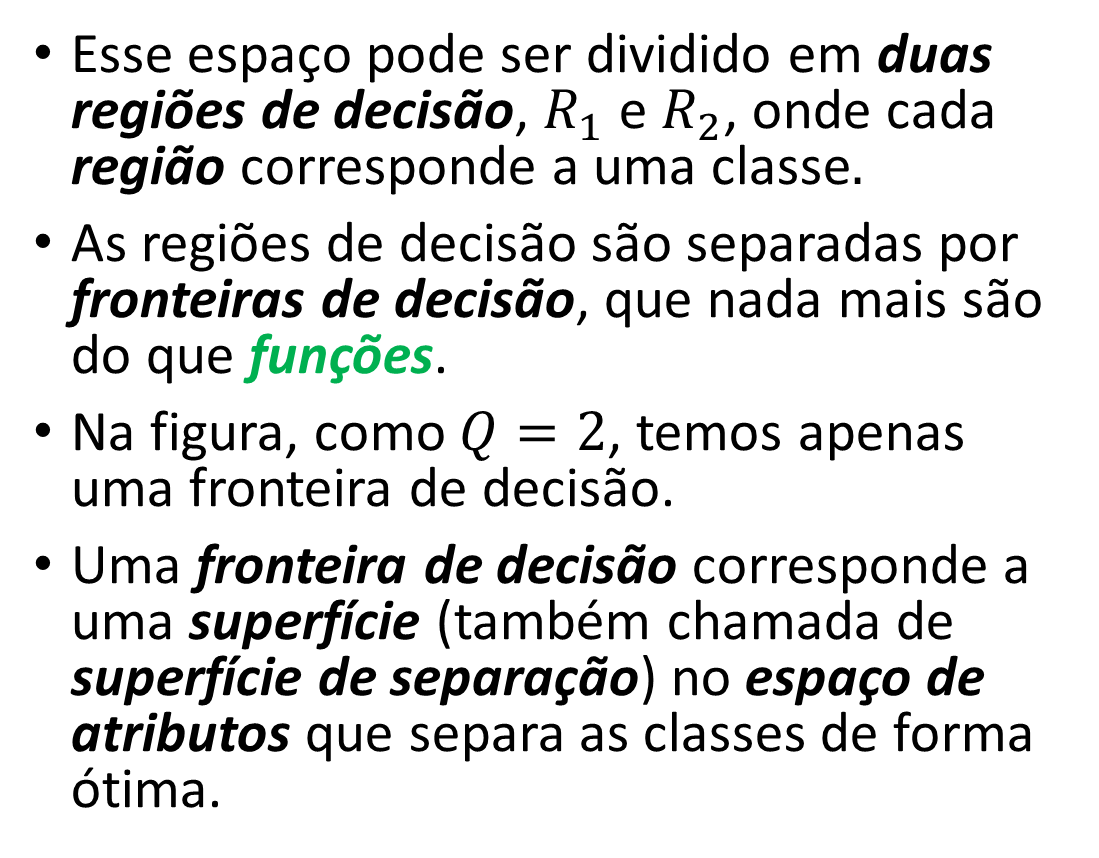 • Esse espaço pode ser dividido em duas
regiões de decisão, R₁ e R₂, onde cada
região corresponde a uma classe.
• As regiões de decisão são separadas por
fronteiras de decisão, que nada mais são
do que funções.
• Na figura, como Q = 2, temos apenas
uma fronteira de decisão.
• Uma fronteira de decisão corresponde a
uma superfície (também chamada de
superfície de separação) no espaço de
atributos que separa as classes de forma
ótima.